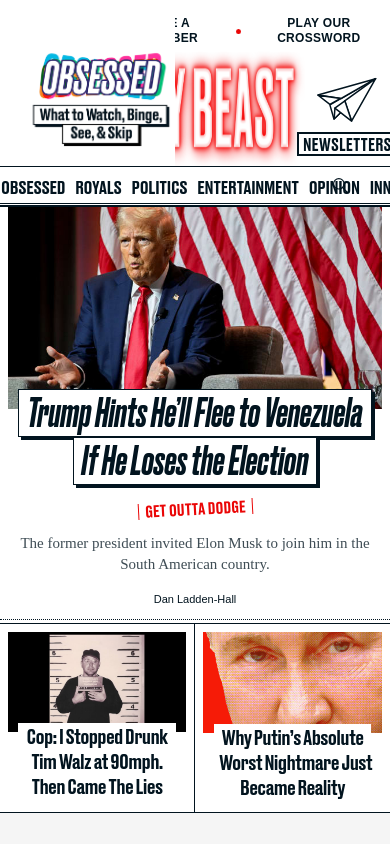 E A
BER
PLAY OUR
CROSSWORD
OBSESSED
What to Watch, Binge,
See, & Skip
Y BEAST
NEWSLETTERS
OBSESSED ROYALS POLITICS ENTERTAINMENT OPINION INN
Trump Hints He'll Flee to Venezuela
If He Loses the Election
GET OUTTA DODGE
The former president invited Elon Musk to join him in the
South American country.
Dan Ladden-Hall
Cop: I Stopped Drunk
Tim Walz at 90mph.
Then Came The Lies
Why Putin's Absolute
Worst Nightmare Just
Became Reality